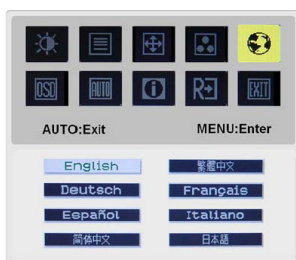 OSD AUTO i R EXIT
AUTO:Exit MENU:Enter
English 繁體中文
Deutsch Français
Español Italiano
简体中文 日本語